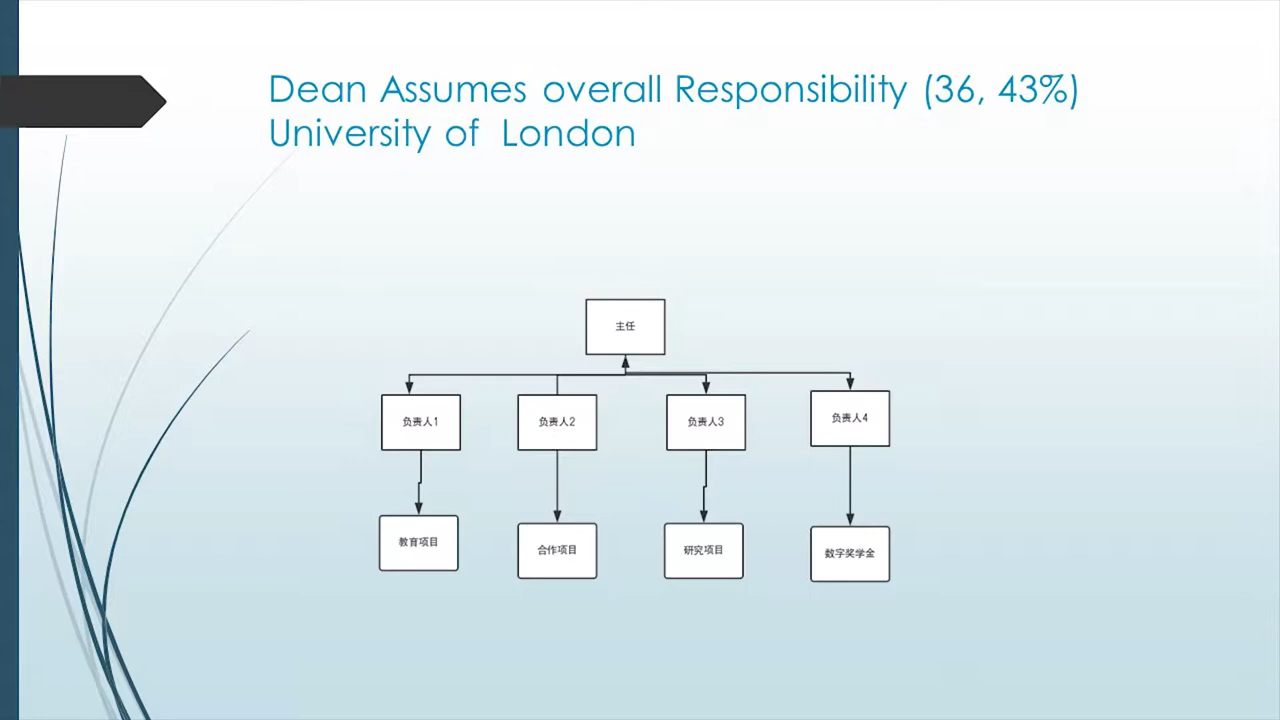 Dean Assumes overall Responsibility (36, 43%)
University of London
主任
负责人1
负责人2
负责人3
负责人4
教育项目
合作项目
研究项目
数字奖学金